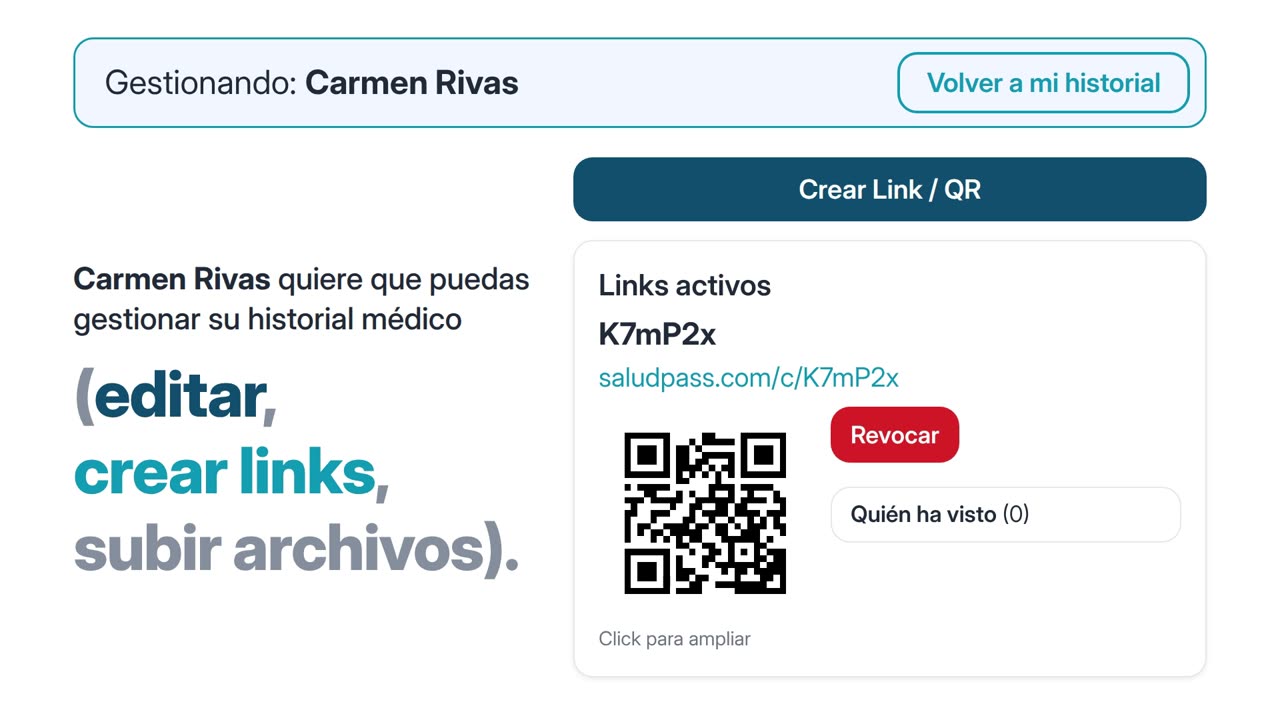 Gestionando: Carmen Rivas
Volver a mi historial
Crear Link / QR
Carmen Rivas quiere que puedas
gestionar su historial médico
(editar,
crear links,
subir archivos).
Links activos
K7mP2x
saludpass.com/c/K7mP2x
Revocar
Quién ha visto (0)
Click para ampliar